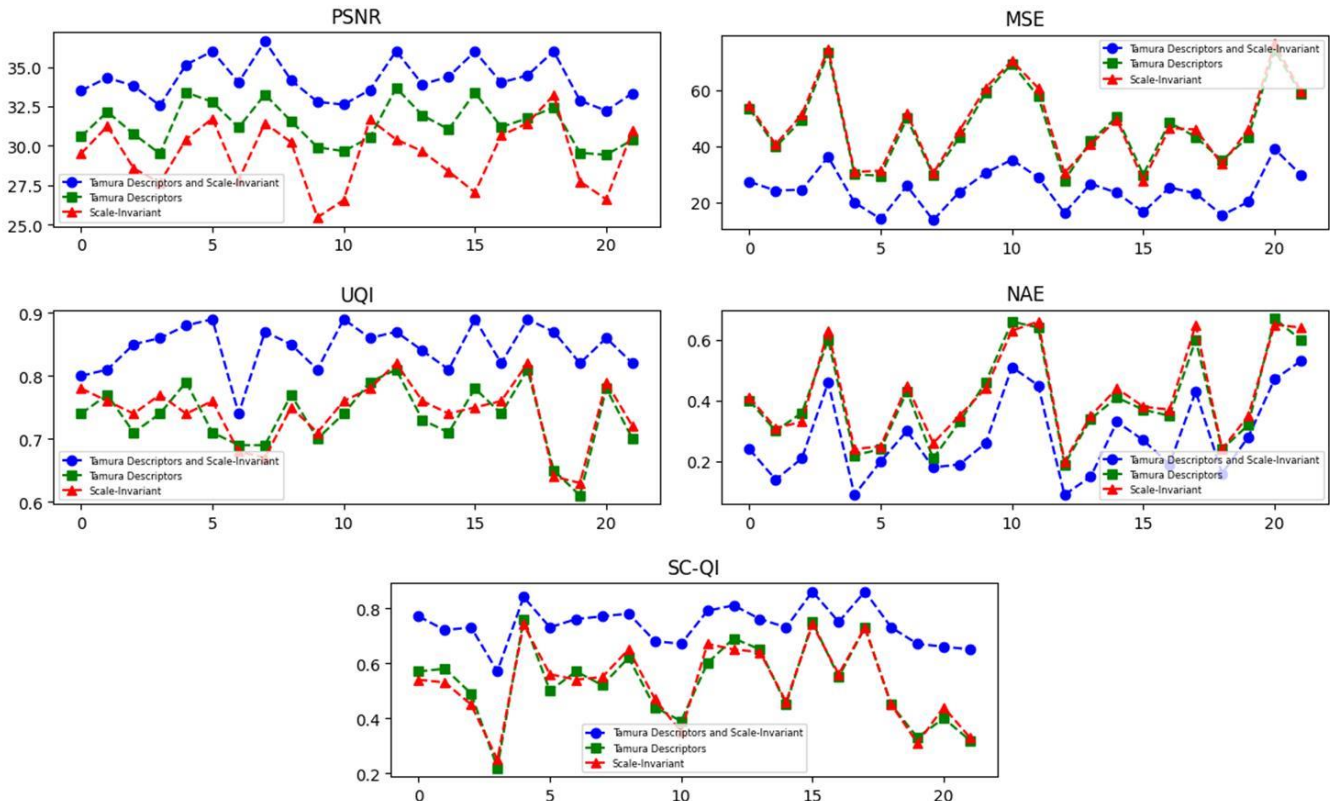 PSNR
35.0
32.5
30.0
27.5
25.0
Tamura Descriptors and Scale-Invariant
Tamura Descriptors
Scale-Invariant
0 5 10 15 20
MSE
60
40
20
Tamura Descriptors and Scale-Invariant
Tamura Descriptors
Scale-Invariant
0 5 10 15 20
UQI
0.9
0.8
0.7
0.6
Tamura Descriptors and Scale-Invariant
Tamura Descriptors
Scale-Invariant
0 5 10 15 20
NAE
0.6
0.4
0.2
Tamura Descriptors and Scale-Invariant
Tamura Descriptors
Scale-Invariant
0 5 10 15 20
SC-QI
0.8
0.6
0.4
0.2
Tamura Descriptors and Scale-Invariant
Tamura Descriptors
Scale-Invariant
0 5 10 15 20